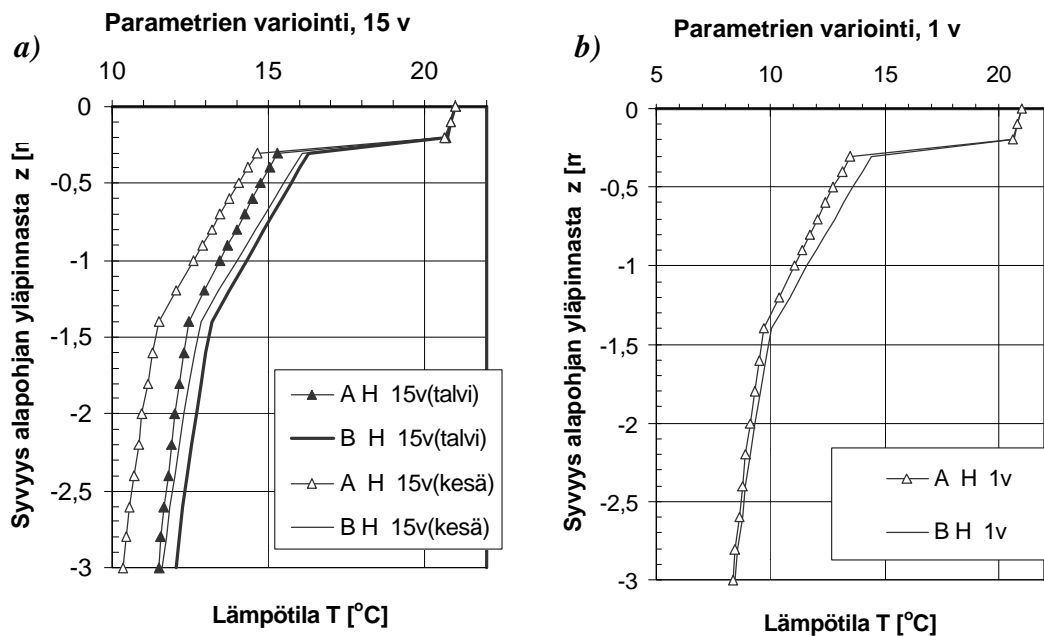 Parametrien variointi, 15 v
a)
10 15 20
0
-0,5
-1
-1,5
-2
-2,5
-3
Syvyys alapohjan yläpinnasta z [m
A H 15v(talvi)
B H 15v(talvi)
A H 15v(kesä)
B H 15v(kesä)
Lämpötila T [°C]
Parametrien variointi, 1 v
b)
5 10 15 20
0
-0,5
-1
-1,5
-2
-2,5
-3
Syvyys alapohjan yläpinnasta z [m
A H 1v
B H 1v
Lämpötila T [°C]